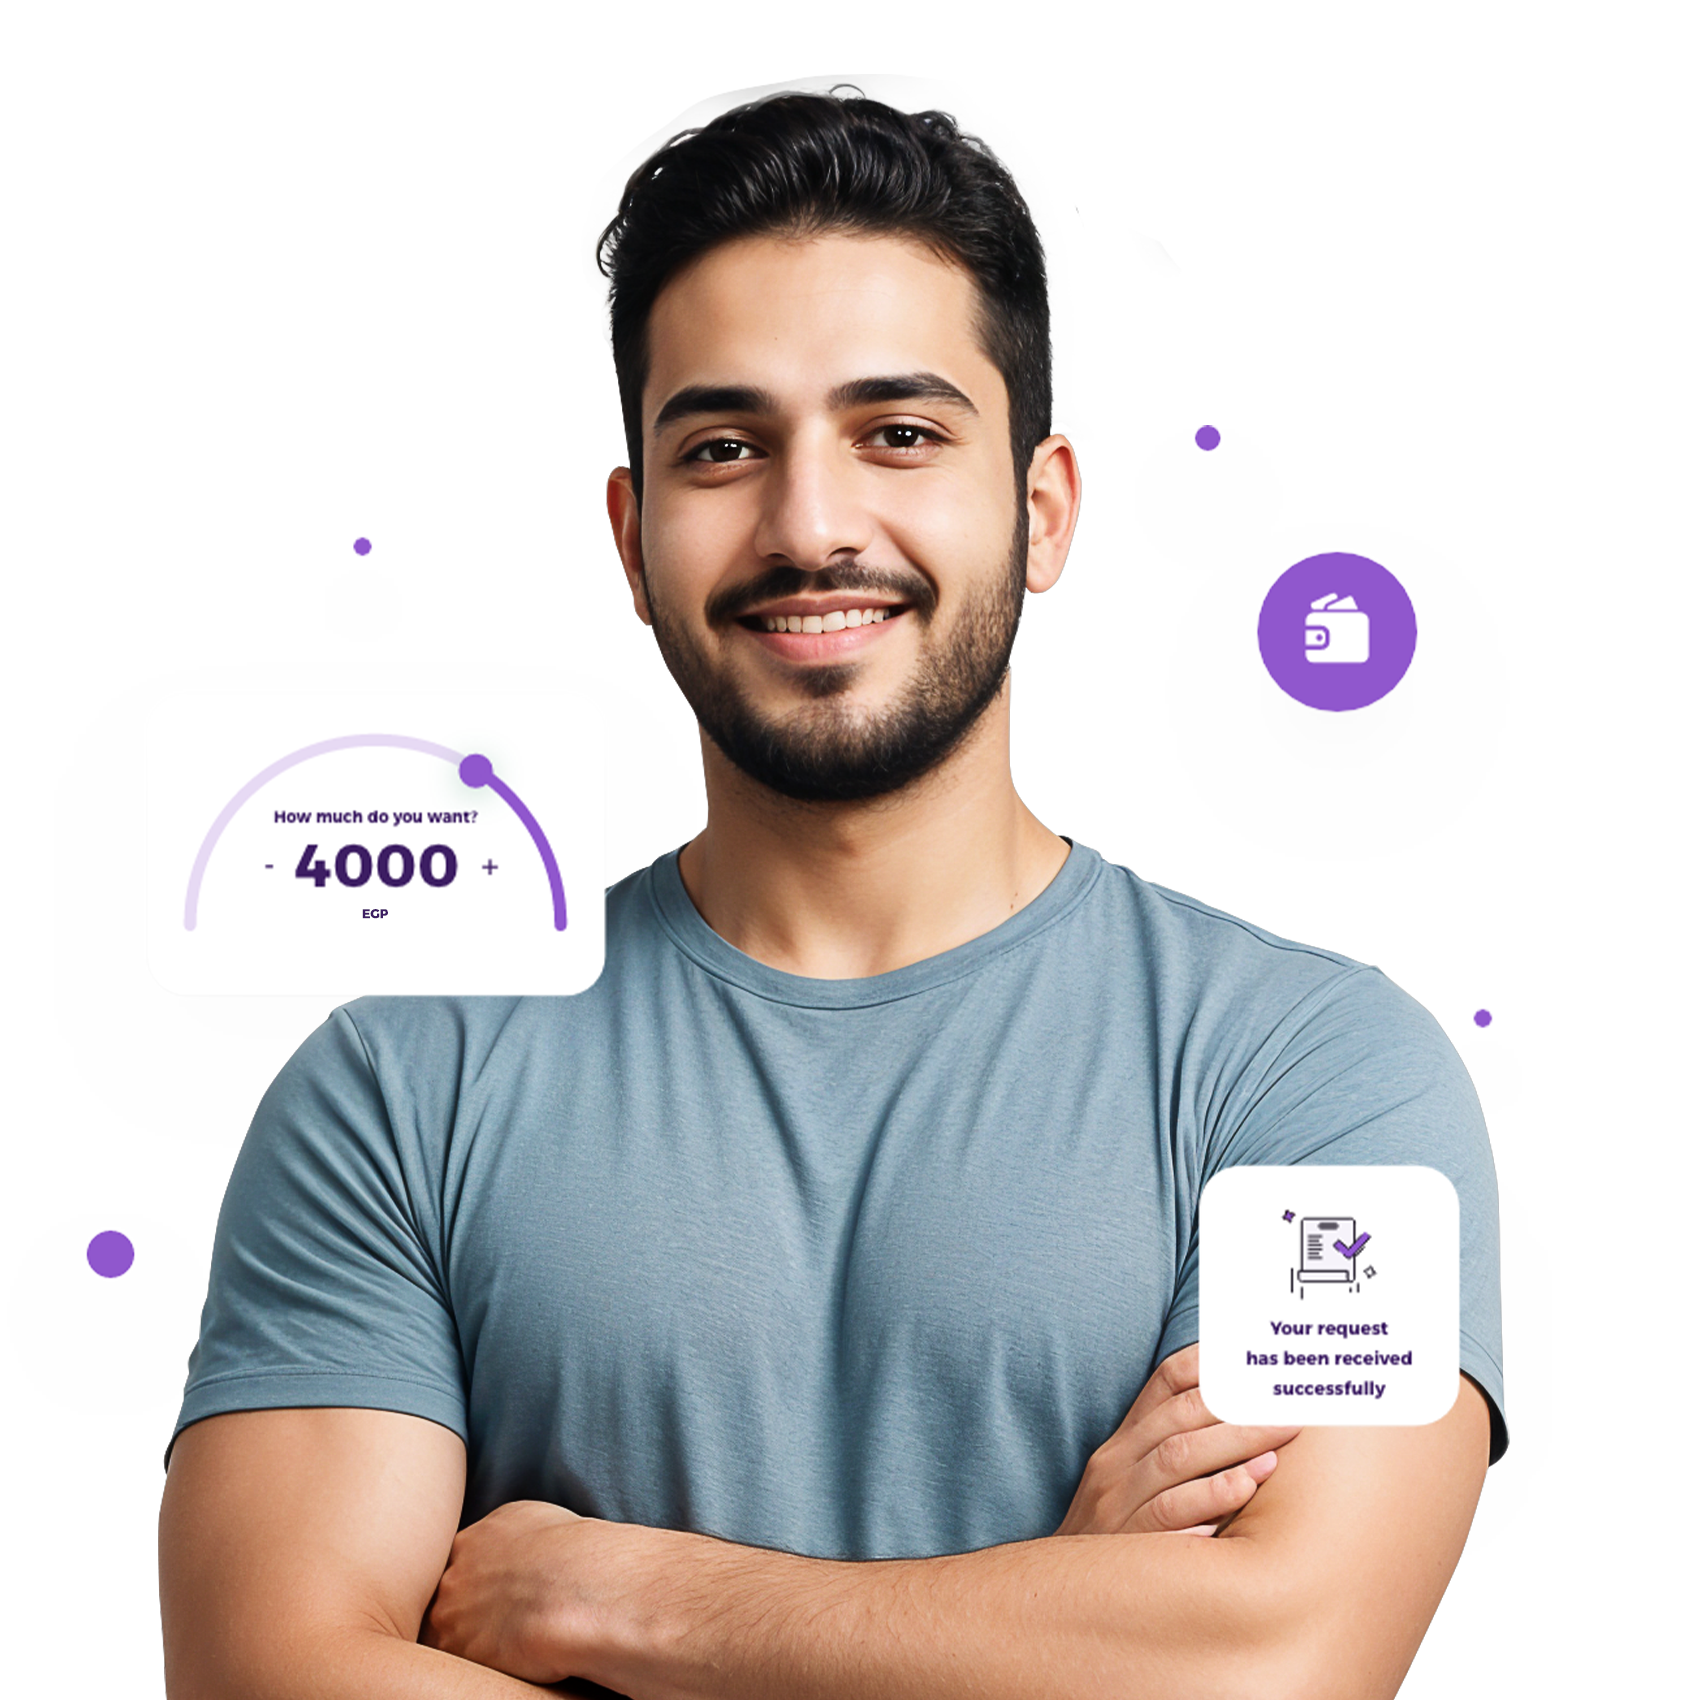 How much do you want?
- 4000 +
EGP
Your request
has been received
successfully